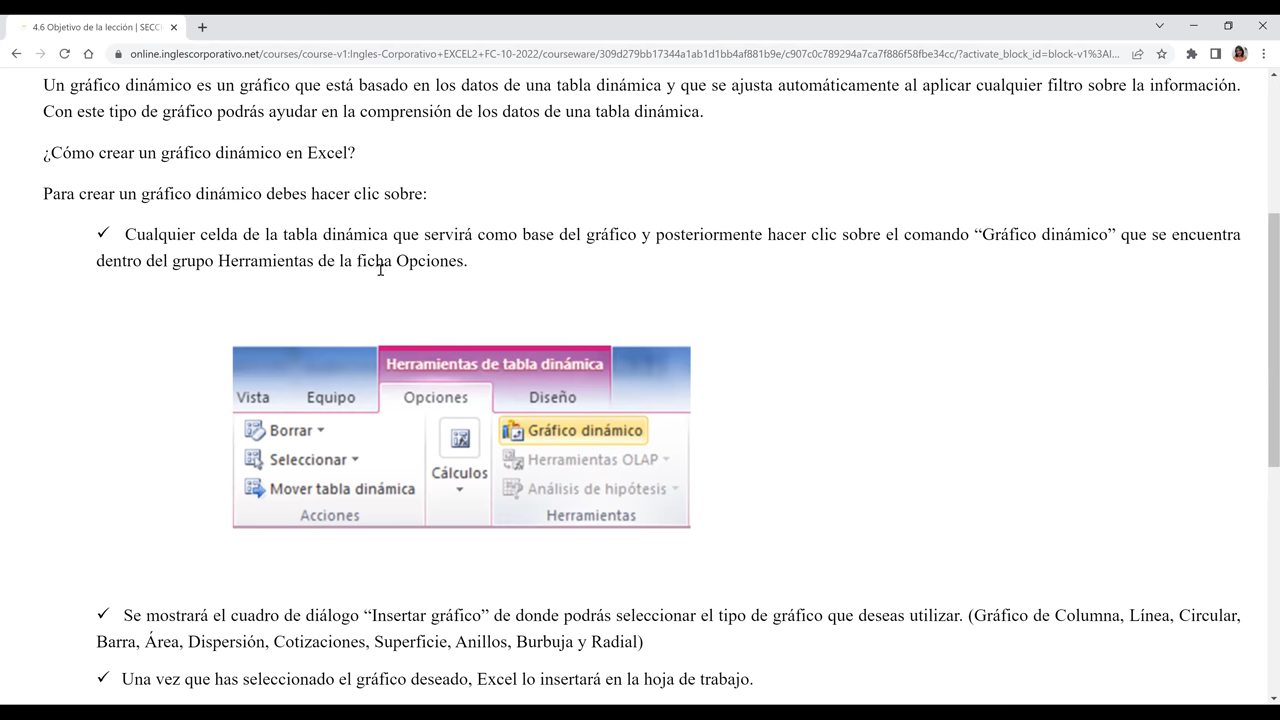 4.6 Objetivo de la lección | SECCI
online.inglescorporativo.net/courses/course-v1:Ingles-Corporativo+EXCEL2+FC-10-2022/courseware/309d279bb17344a1ab1d1bb4af881b9e/c907c0c789294a7ca7f886f58fbe34cc/?activate_block_id=block-v1%3AI...
Un gráfico dinámico es un gráfico que está basado en los datos de una tabla dinámica y que se ajusta automáticamente al aplicar cualquier filtro sobre la información.
Con este tipo de gráfico podrás ayudar en la comprensión de los datos de una tabla dinámica.
¿Cómo crear un gráfico dinámico en Excel?
Para crear un gráfico dinámico debes hacer clic sobre:
✓ Cualquier celda de la tabla dinámica que servirá como base del gráfico y posteriormente hacer clic sobre el comando “Gráfico dinámico” que se encuentra
dentro del grupo Herramientas de la ficha Opciones.
Herramientas de tabla dinámica
Vista Equipo Opciones Diseño
Borrar
Seleccionar
Mover tabla dinámica
Acciones
Cálculos
Gráfico dinámico
Herramientas OLAP
Análisis de hipótesis
Herramientas
✓ Se mostrará el cuadro de diálogo “Insertar gráfico” de donde podrás seleccionar el tipo de gráfico que deseas utilizar. (Gráfico de Columna, Línea, Circular,
Barra, Área, Dispersión, Cotizaciones, Superficie, Anillos, Burbuja y Radial)
✓ Una vez que has seleccionado el gráfico deseado, Excel lo insertará en la hoja de trabajo.